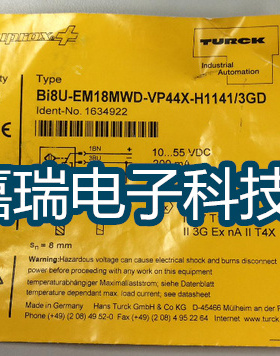 TURCK
Industrial
Automation
Type
Bi8U-EM18MWD-VP44X-H1141/3GD
Ident-No. 1634922
1BN
3BU
10...55 VDC
嘉瑞电子科技
II 3G Ex nA II T4X
sn = 8 mm
Warning: Hazardous voltage can cause electrical shock and burns disconnect
power before proceeding with any work on this equipment
temperaturabhängiger Maximallaststrom; siehe Datenblatt
temperature dependant max. load current; see datasheet
Made in Germany
Hans Turck GmbH & Co KG
D-45466 Mülheim an der
Phone (+49) (2 08) 49 52-0
Fax (+49) (2 08) 4 95 22 64
Internet: www.turck